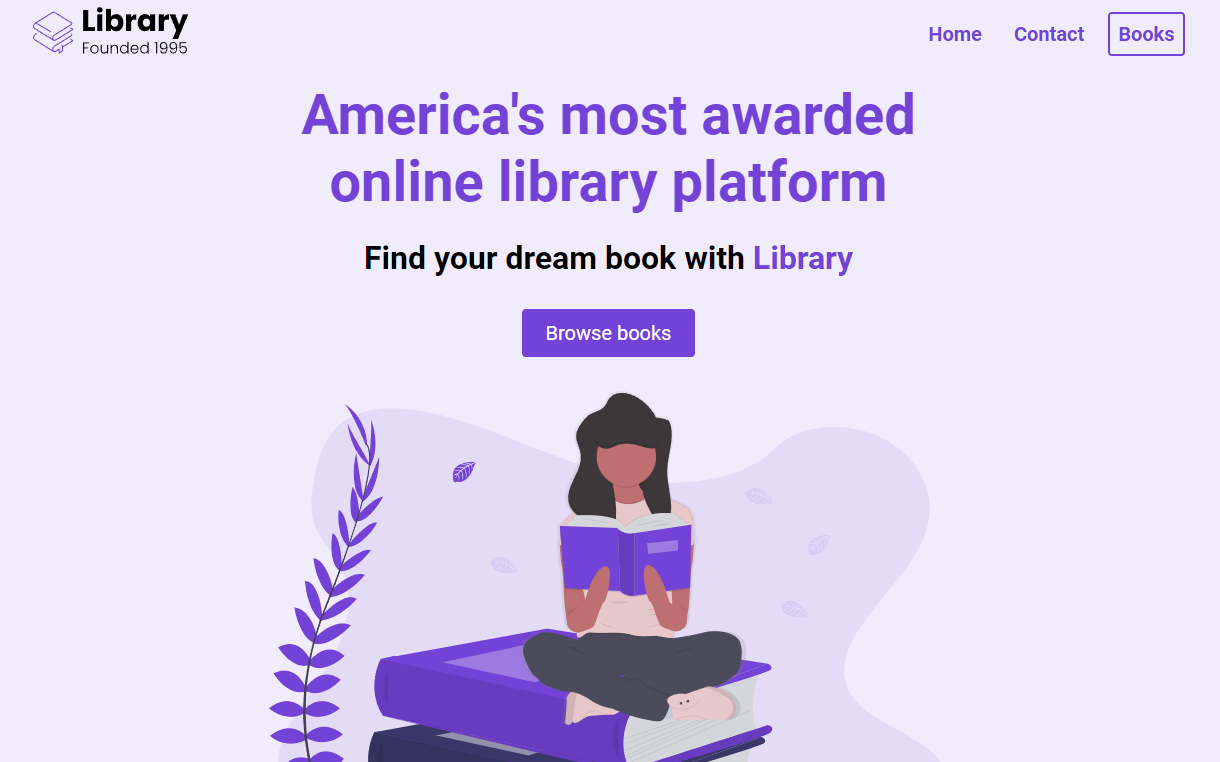 Library
Founded 1995
Home Contact Books
America's most awarded
online library platform
Find your dream book with Library
Browse books